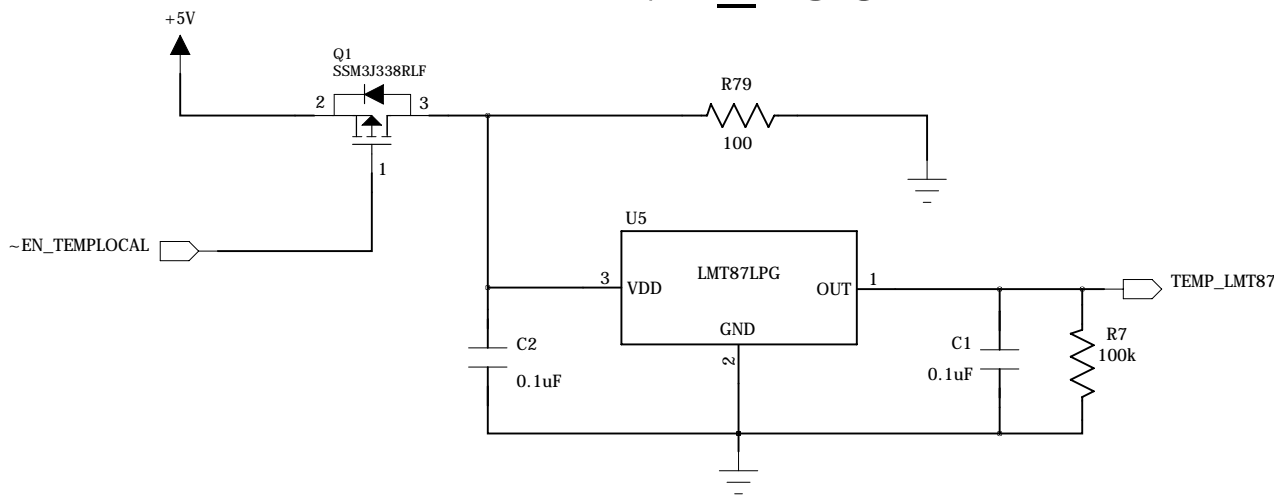 +5V
Q1
SSM3J338RLF
2
3
1
R79
100
~EN_TEMPLOCAL
U5
LMT87LPG
3
VDD
OUT
1
TEMP_LMT87
GND
2
C2
0.1uF
C1
0.1uF
R7
100k